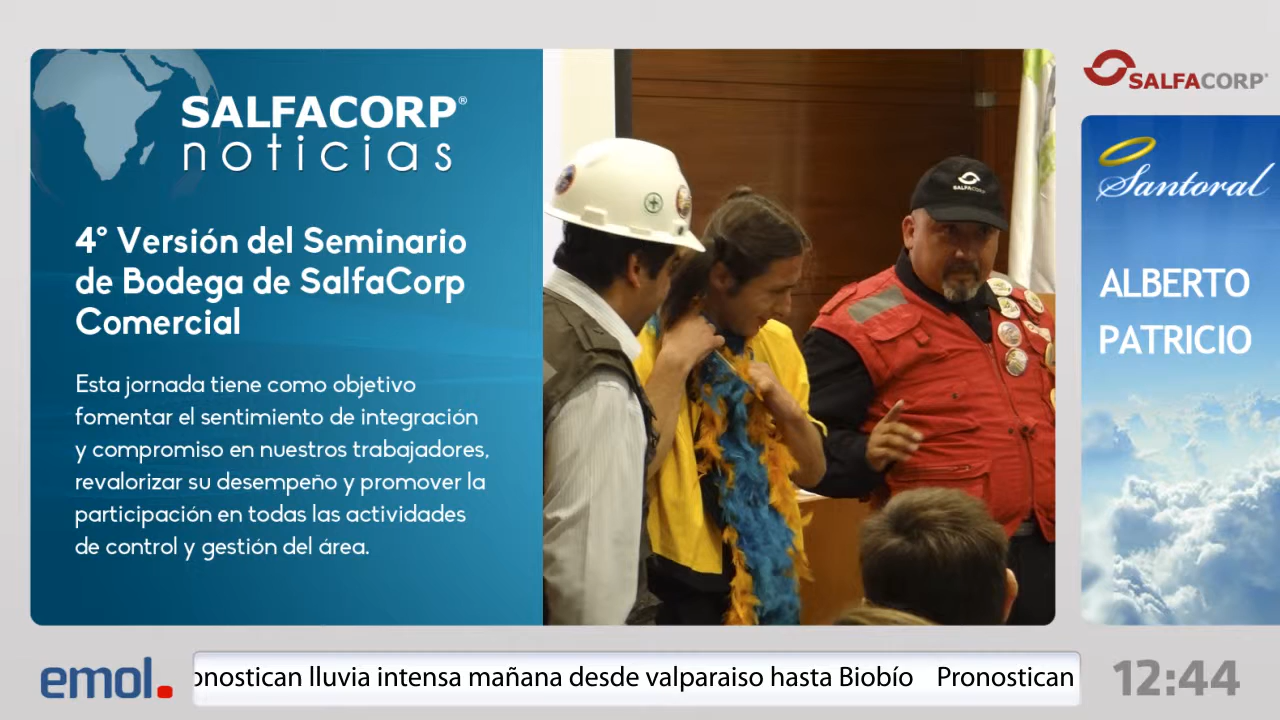 SALFACORP®
noticias
4° Versión del Seminario
de Bodega de SalfaCorp
Comercial
Esta jornada tiene como objetivo
fomentar el sentimiento de integración
y compromiso en nuestros trabajadores,
revalorizar su desempeño y promover la
participación en todas las actividades
de control y gestión del área.
SALFACORP
SALFACORP®
Santoral
ALBERTO
PATRICIO
emol.
onostican lluvia intensa mañana desde valparaiso hasta Biobío Pronostican
12:44